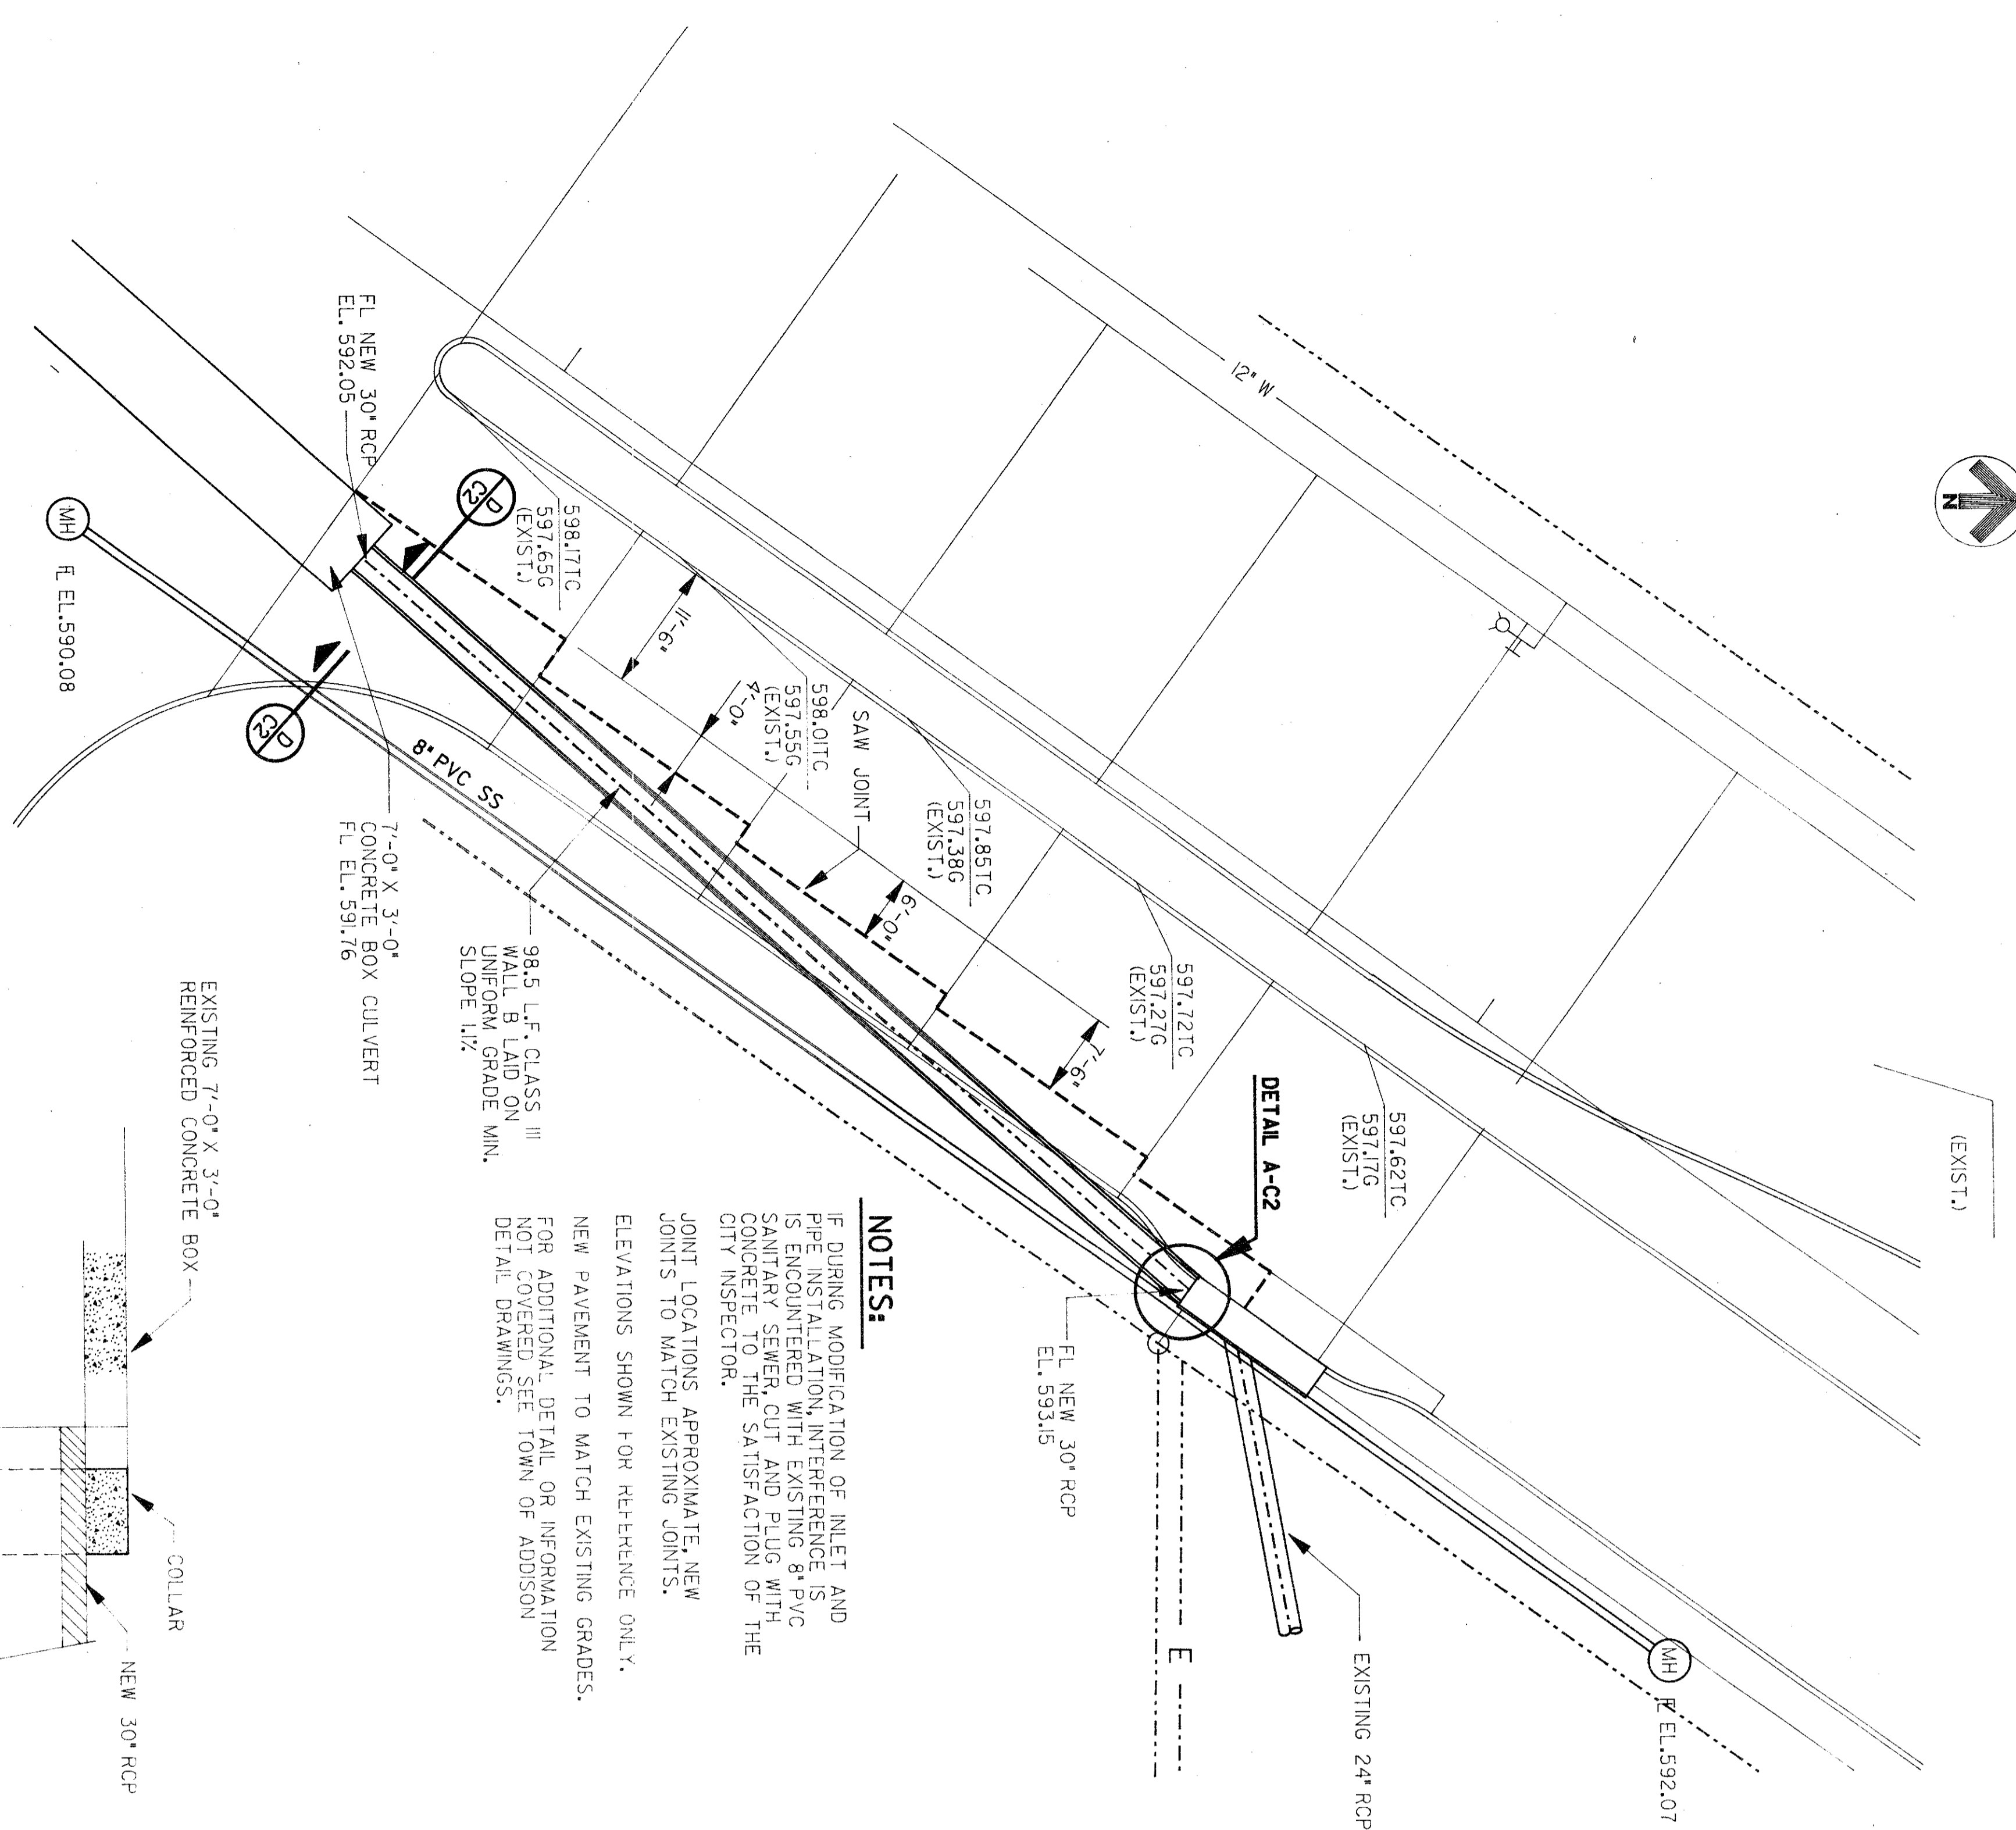 (EXIST.)
N
12" W
597.62TC
597.17G
(EXIST.)
597.72TC
597.27G
(EXIST.)
597.85TC
597.38G
(EXIST.)
598.01TC
597.55G
(EXIST.)
598.17TC
597.65G
(EXIST.)
SAW JOINT
11'-6"
4'-0"
6'-0"
7'-6"
DETAIL A-C2
D
C2
D
C2
FL NEW 30" RCP
EL. 592.05
MH
FL EL.590.08
8" PVC SS
7'-0" X 3'-0"
CONCRETE BOX CULVERT
FL EL. 591.76
98.5 L.F. CLASS III
WALL B LAID ON
UNIFORM GRADE MIN.
SLOPE 1.1%
FL NEW 30" RCP
EL. 593.15
E
EXISTING 24" RCP
MH
FL EL.592.07
NOTES:
IF DURING MODIFICATION OF INLET AND
PIPE INSTALLATION, INTERFERENCE IS
IS ENCOUNTERED WITH EXISTING 8" PVC
SANITARY SEWER, CUT AND PLUG WITH
CONCRETE TO THE SATISFACTION OF THE
CITY INSPECTOR.
JOINT LOCATIONS APPROXIMATE, NEW
JOINTS TO MATCH EXISTING JOINTS.
ELEVATIONS SHOWN FOR REFERENCE ONLY.
NEW PAVEMENT TO MATCH EXISTING GRADES.
FOR ADDITIONAL DETAIL OR INFORMATION
NOT COVERED SEE TOWN OF ADDISON
DETAIL DRAWINGS.
EXISTING 7'-0" X 3'-0"
REINFORCED CONCRETE BOX
COLLAR
NEW 30" RCP